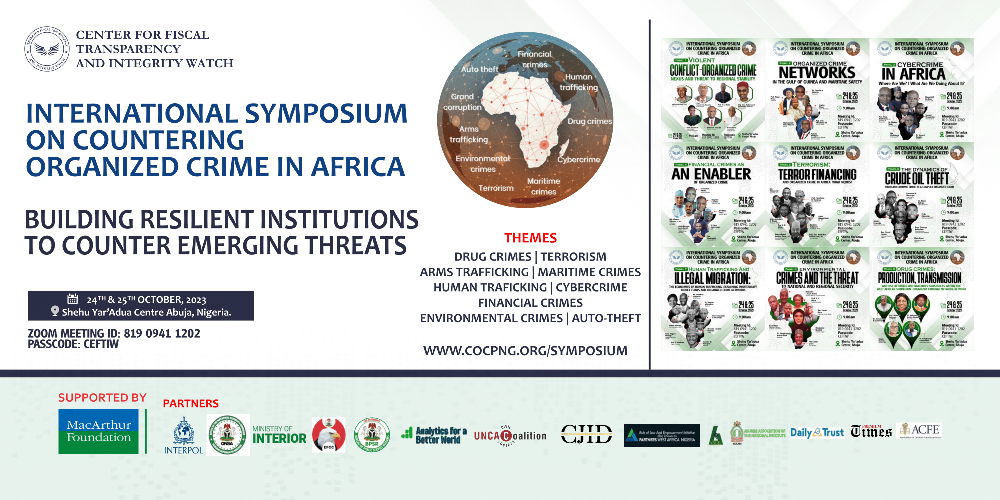 CENTER FOR FISCAL TRANSPARENCY
AND INTEGRITY WATCH
CENTER FOR FISCAL
TRANSPARENCY
AND INTEGRITY WATCH
INTERNATIONAL SYMPOSIUM
ON COUNTERING
ORGANIZED CRIME IN AFRICA
BUILDING RESILIENT INSTITUTIONS
TO COUNTER EMERGING THREATS
24TH & 25TH OCTOBER, 2023
Shehu Yar'Adua Centre Abuja, Nigeria.
ZOOM MEETING ID: 819 0941 1202
PASSCODE: CEFTIW
Financial
crimes
Auto theft
Human
trafficking
Grand
corruption
Drug crimes
Arms
trafficking
Environmental
crimes
Cybercrime
Maritime
crimes
Terrorism
THEMES
DRUG CRIMES | TERRORISM
ARMS TRAFFICKING | MARITIME CRIMES
HUMAN TRAFICKING | CYBERCRIME
FINANCIAL CRIMES
ENVIRONMENTAL CRIMES | AUTO-THEFT
WWW.COCPNG.ORG/SYMPOSIUM
INTERNATIONAL SYMPOSIUM
ON COUNTERING ORGANIZED
CRIME IN AFRICA
PANEL 1 VIOLENT
CONFLICT-ORGANIZED CRIME
NEXUS AND THREAT TO REGIONAL STABILITY
24 & 25
October, 2023
9:00am
Meeting Id:
819 0941 1202
Passcode:
CEFTIW
Shehu Yar'adua
Center, Abuja.
INTERNATIONAL SYMPOSIUM
ON COUNTERING ORGANIZED
CRIME IN AFRICA
PANEL 2 ORGANIZED CRIME
NETWORKS
IN THE GULF OF GUINEA AND MARITIME SAFETY
24 & 25
October, 2023
9:00am
Meeting Id:
819 0941 1202
Passcode:
CEFTIW
Shehu Yar'adua
Center, Abuja.
INTERNATIONAL SYMPOSIUM
ON COUNTERING ORGANIZED
CRIME IN AFRICA
PANEL 3 CYBERCRIME
IN AFRICA
Where Are We? | What Are We Doing About It?
24 & 25
October, 2023
9:00am
Meeting Id:
819 0941 1202
Passcode:
CEFTIW
Shehu Yar'adua
Center, Abuja.
INTERNATIONAL SYMPOSIUM
ON COUNTERING ORGANIZED
CRIME IN AFRICA
PANEL 4 FINANCIAL CRIMES AS
AN ENABLER
OF ORGANIZED CRIME
24 & 25
October, 2023
9:00am
Meeting Id:
819 0941 1202
Passcode:
CEFTIW
Shehu Yar'adua
Center, Abuja.
INTERNATIONAL SYMPOSIUM
ON COUNTERING ORGANIZED
CRIME IN AFRICA
PANEL 5 TERRORISM:
TERROR FINANCING
AND ORGANIZED CRIME IN AFRICA. WHAT NEXUS?
24 & 25
October, 2023
9:00am
Meeting Id:
819 0941 1202
Passcode:
CEFTIW
Shehu Yar'adua
Center, Abuja.
INTERNATIONAL SYMPOSIUM
ON COUNTERING ORGANIZED
CRIME IN AFRICA
PANEL 6 THE DYNAMICS OF
CRUDE OIL THEFT
FROM AN ECONOMIC CRIME TO A COMPLEX ORGANIZED CRIME
24 & 25
October, 2023
9:00am
Meeting Id:
819 0941 1202
Passcode:
CEFTIW
Shehu Yar'adua
Center, Abuja.
INTERNATIONAL SYMPOSIUM
ON COUNTERING ORGANIZED
CRIME IN AFRICA
PANEL 7 HUMAN TRAFFICKING AND
ILLEGAL MIGRATION:
THE ECONOMICS OF HUMAN TRAFFICKING. EXAMINING PROFITABILITY,
MONEY FLOWS AND ORGANIZED CRIME NETWORKS
24 & 25
October, 2023
9:00am
Meeting Id:
819 0941 1202
Passcode:
CEFTIW
Shehu Yar'adua
Center, Abuja.
INTERNATIONAL SYMPOSIUM
ON COUNTERING ORGANIZED
CRIME IN AFRICA
PANEL 8 ENVIRONMENTAL
CRIMES AND THE THREAT
TO NATIONAL AND REGIONAL SECURITY
24 & 25
October, 2023
9:00am
Meeting Id:
819 0941 1202
Passcode:
CEFTIW
Shehu Yar'adua
Center, Abuja.
INTERNATIONAL SYMPOSIUM
ON COUNTERING ORGANIZED
CRIME IN AFRICA
PANEL 9 DRUG CRIMES:
PRODUCTION, TRANSMISSION
AND USE OF DRUGS AND NARCOTICS SUBSTANCES WITHIN THE
WEST AFRICAN SUBREGION: ORGANIZED CRIMINAL NETWORK AT WORK
24 & 25
October, 2023
9:00am
Meeting Id:
819 0941 1202
Passcode:
CEFTIW
Shehu Yar'adua
Center, Abuja.
SUPPORTED BY
MacArthur
Foundation
PARTNERS
INTERPOL
ONSA
MINISTRY OF
INTERIOR
EFCC
THE PRESIDENCY
BPSR
BUREAU OF PUBLIC SERVICE REFORMS
Analytics for a
Better World
CIVIL
UNCACoalition
SOCIETY
CJID
CENTRE FOR JOURNALISM INNOVATION & DEVELOPMENT
Rule of Law And Empowerment Initiative
also known as
PARTNERS WEST AFRICA NIGERIA
ANEEJ
AANI
ALUMNI ASSOCIATION OF
THE NATIONAL INSTITUTE
Daily Trust
PREMIUM
Times
ACFE
Association of Certified Fraud Examiners